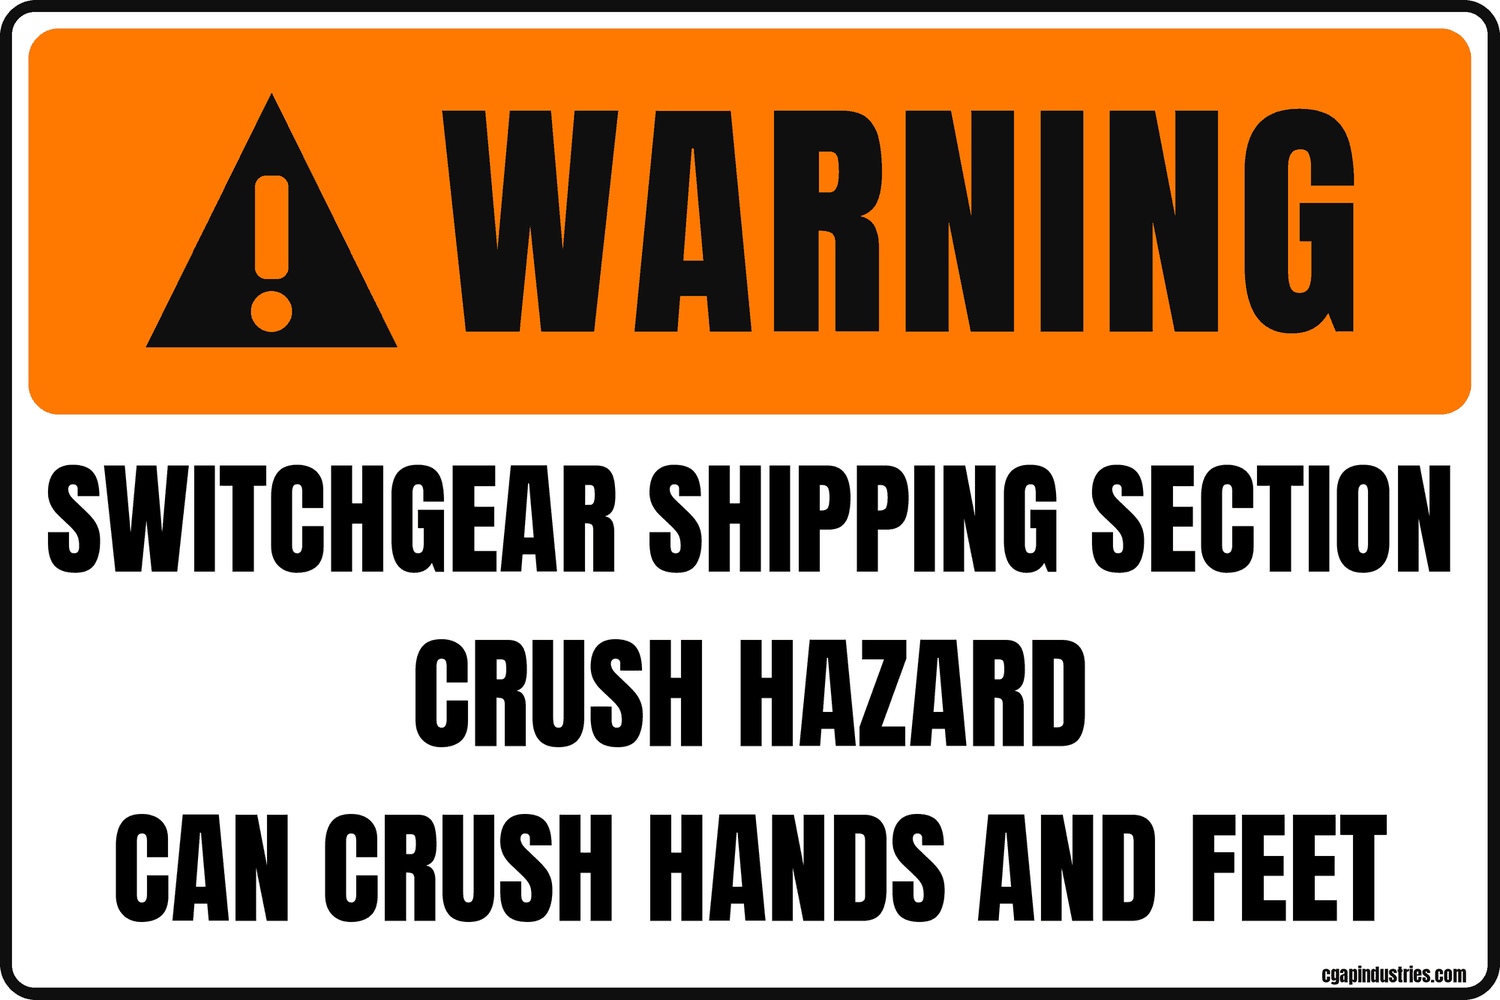 WARNING
SWITCHGEAR SHIPPING SECTION
CRUSH HAZARD
CAN CRUSH HANDS AND FEET
cgapindustries.com